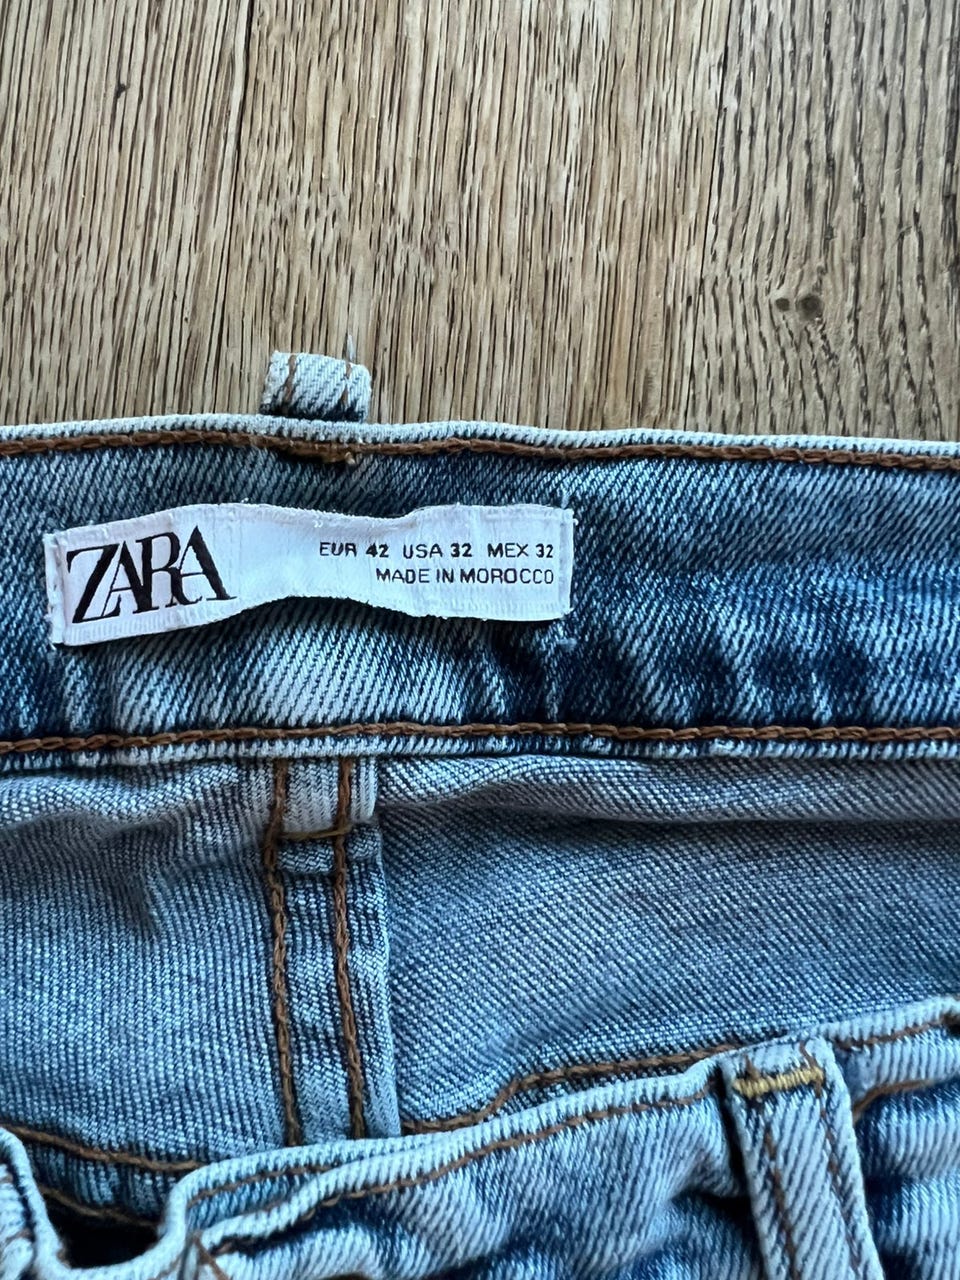 ZARA
EUR 42 USA 32 MEX 32
MADE IN MOROCCO